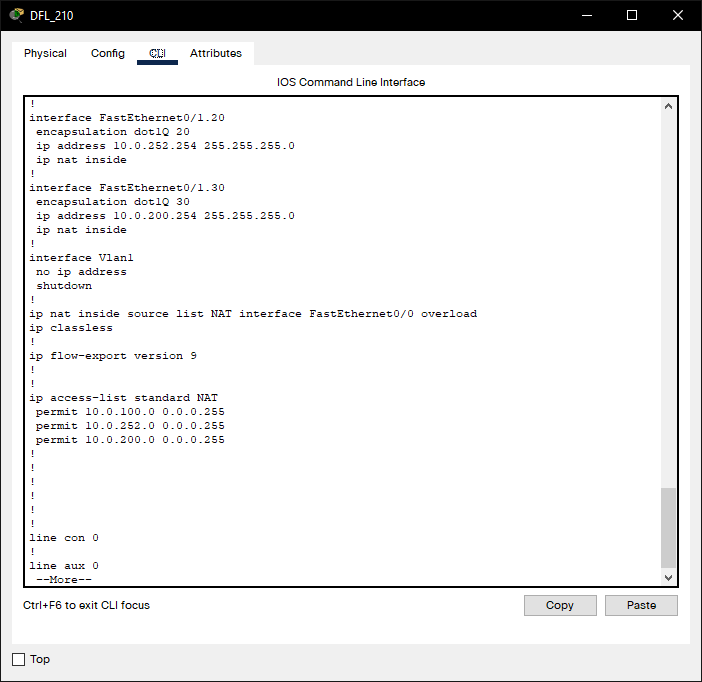 DFL_210
Physical Config CLI Attributes
IOS Command Line Interface
!
interface FastEthernet0/1.20
 encapsulation dot1Q 20
 ip address 10.0.252.254 255.255.255.0
 ip nat inside
!
interface FastEthernet0/1.30
 encapsulation dot1Q 30
 ip address 10.0.200.254 255.255.255.0
 ip nat inside
!
interface Vlan1
 no ip address
 shutdown
!
ip nat inside source list NAT interface FastEthernet0/0 overload
ip classless
!
ip flow-export version 9
!
!
ip access-list standard NAT
 permit 10.0.100.0 0.0.0.255
 permit 10.0.252.0 0.0.0.255
 permit 10.0.200.0 0.0.0.255
!
!
!
!
!
!
line con 0
!
line aux 0
 --More--
Ctrl+F6 to exit CLI focus
Copy Paste
Top